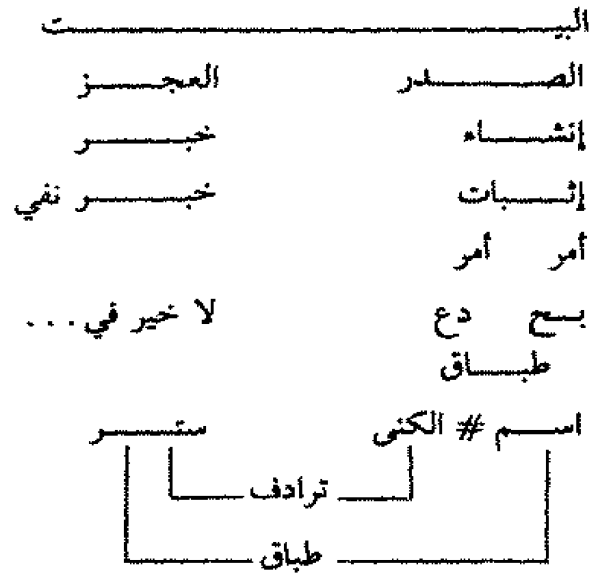 البيت
الصدر العجز
إنشاء خبر
إثبات خبر نفي
أمر أمر
بح دع لا خير في...
طباق
اسم # الكنى ستر
ترادف
طباق